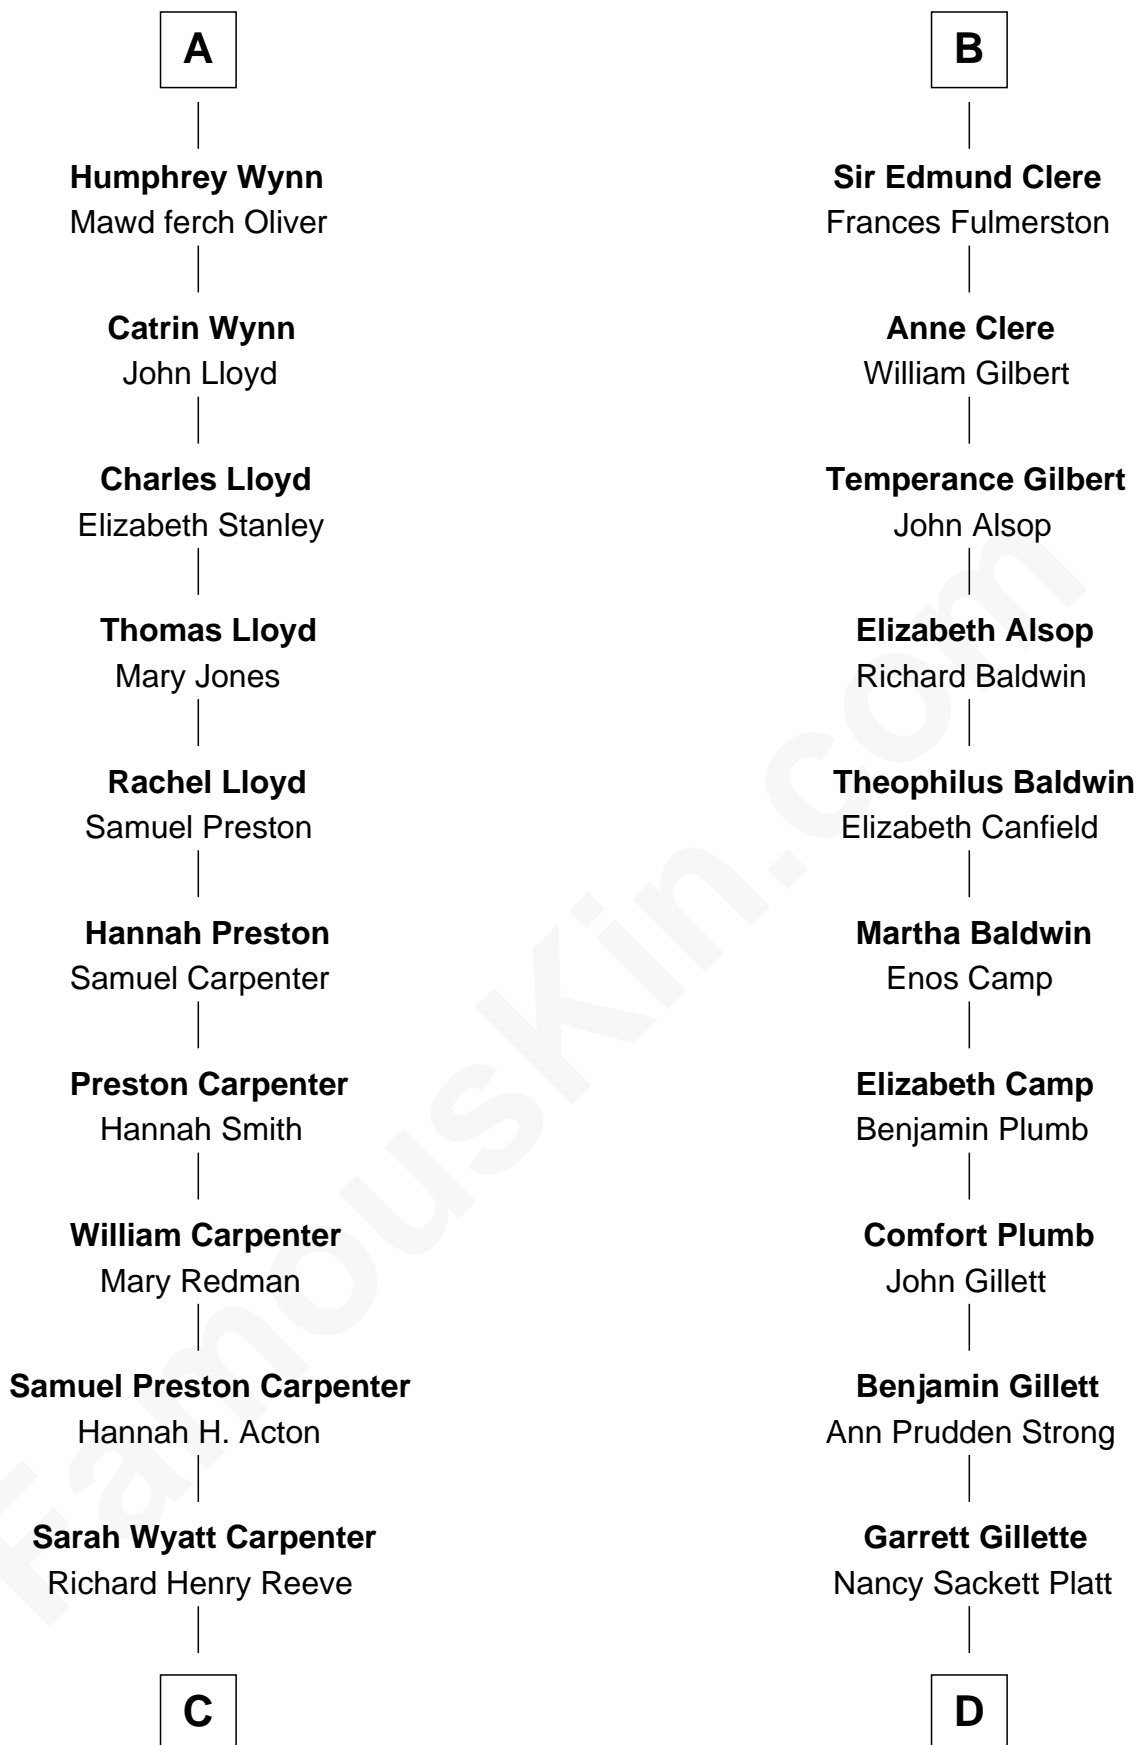 A
Humphrey Wynn
Mawd ferch Oliver
Catrin Wynn
John Lloyd
Charles Lloyd
Elizabeth Stanley
Thomas Lloyd
Mary Jones
Rachel Lloyd
Samuel Preston
Hannah Preston
Samuel Carpenter
Preston Carpenter
Hannah Smith
William Carpenter
Mary Redman
Samuel Preston Carpenter
Hannah H. Acton
Sarah Wyatt Carpenter
Richard Henry Reeve
C
B
Sir Edmund Clere
Frances Fulmerston
Anne Clere
William Gilbert
Temperance Gilbert
John Alsop
Elizabeth Alsop
Richard Baldwin
Theophilus Baldwin
Elizabeth Canfield
Martha Baldwin
Enos Camp
Elizabeth Camp
Benjamin Plumb
Comfort Plumb
John Gillett
Benjamin Gillett
Ann Prudden Strong
Garrett Gillette
Nancy Sackett Platt
D
FamousKin.com